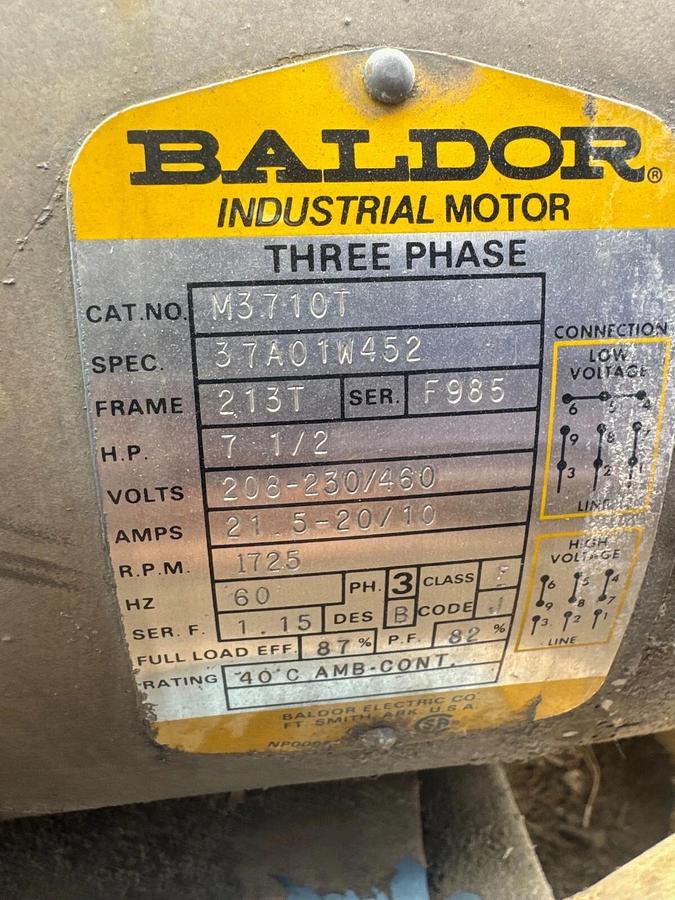 BALDOR®
INDUSTRIAL MOTOR
THREE PHASE
CAT.NO. M3710T
SPEC. 37A01W452
FRAME 213T SER. F985
H.P. 7 1/2
VOLTS 208-230/460
AMPS 21.5-20/10
R.P.M. 1725
HZ 60 PH. 3 CLASS
SER. F. 1.15 DES B CODE J
FULL LOAD EFF. 87 % P.F. 82 %
RATING 40°C AMB-CONT.
BALDOR ELECTRIC CO
FT. SMITH, ARK. U.S.A.
CONNECTION
LOW
VOLTAGE
6 5 4
9 8 7
3 2 1
LINE
HIGH
VOLTAGE
6 5 4
9 8 7
3 2 1
LINE